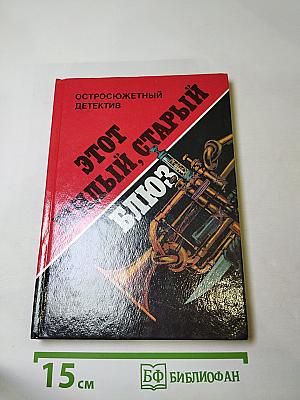 ОСТРОСЮЖЕТНЫЙ
ДЕТЕКТИВ
ЭТОТ
СТАРЫЙ
БЛЮЗ
15 см
БФ БИБЛИОФАН